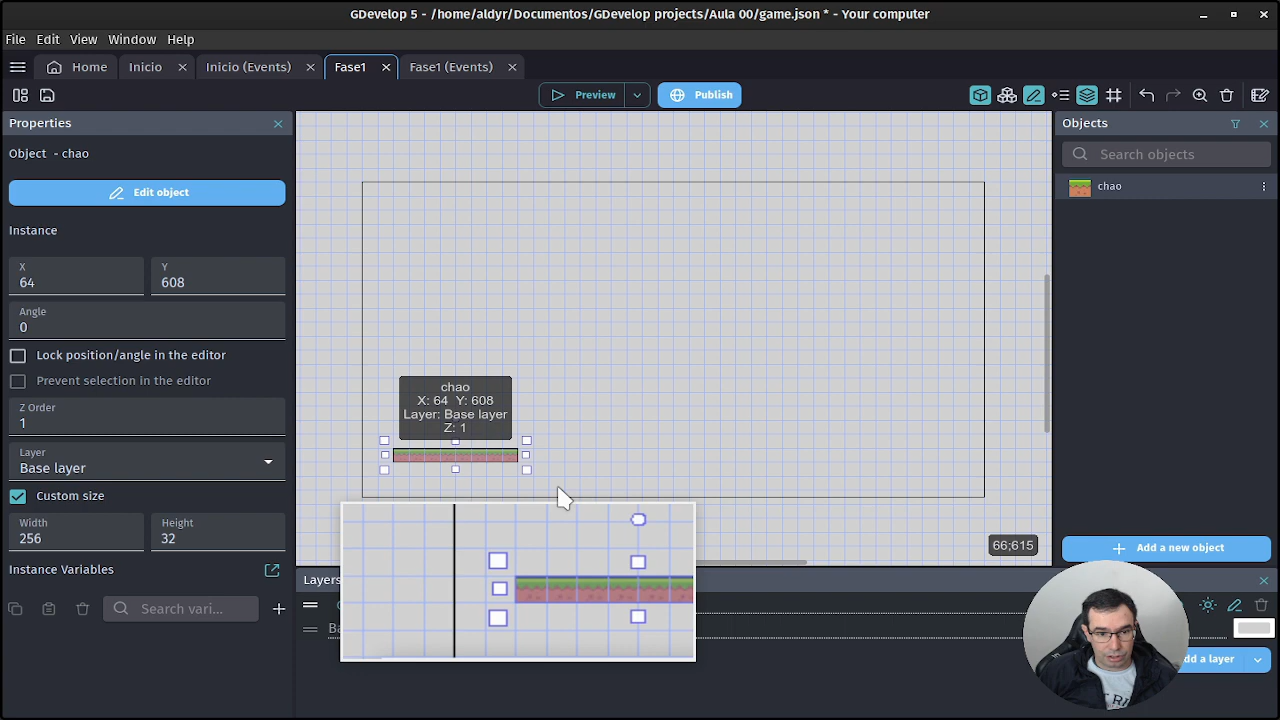 GDevelop 5 - /home/aldyr/Documentos/GDevelop projects/Aula 00/game.json * - Your computer
File Edit View Window Help
Home Inicio Inicio (Events) Fase1 Fase1 (Events)
Preview Publish
Properties
Object - chao
Edit object
Instance
X
64
Y
608
Angle
0
Lock position/angle in the editor
Prevent selection in the editor
Z Order
1
Layer
Base layer
Custom size
Width
256
Height
32
Instance Variables
Search vari...
chao
X: 64 Y: 608
Layer: Base layer
Z: 1
66;615
Layers
Objects
Search objects
chao
Add a new object